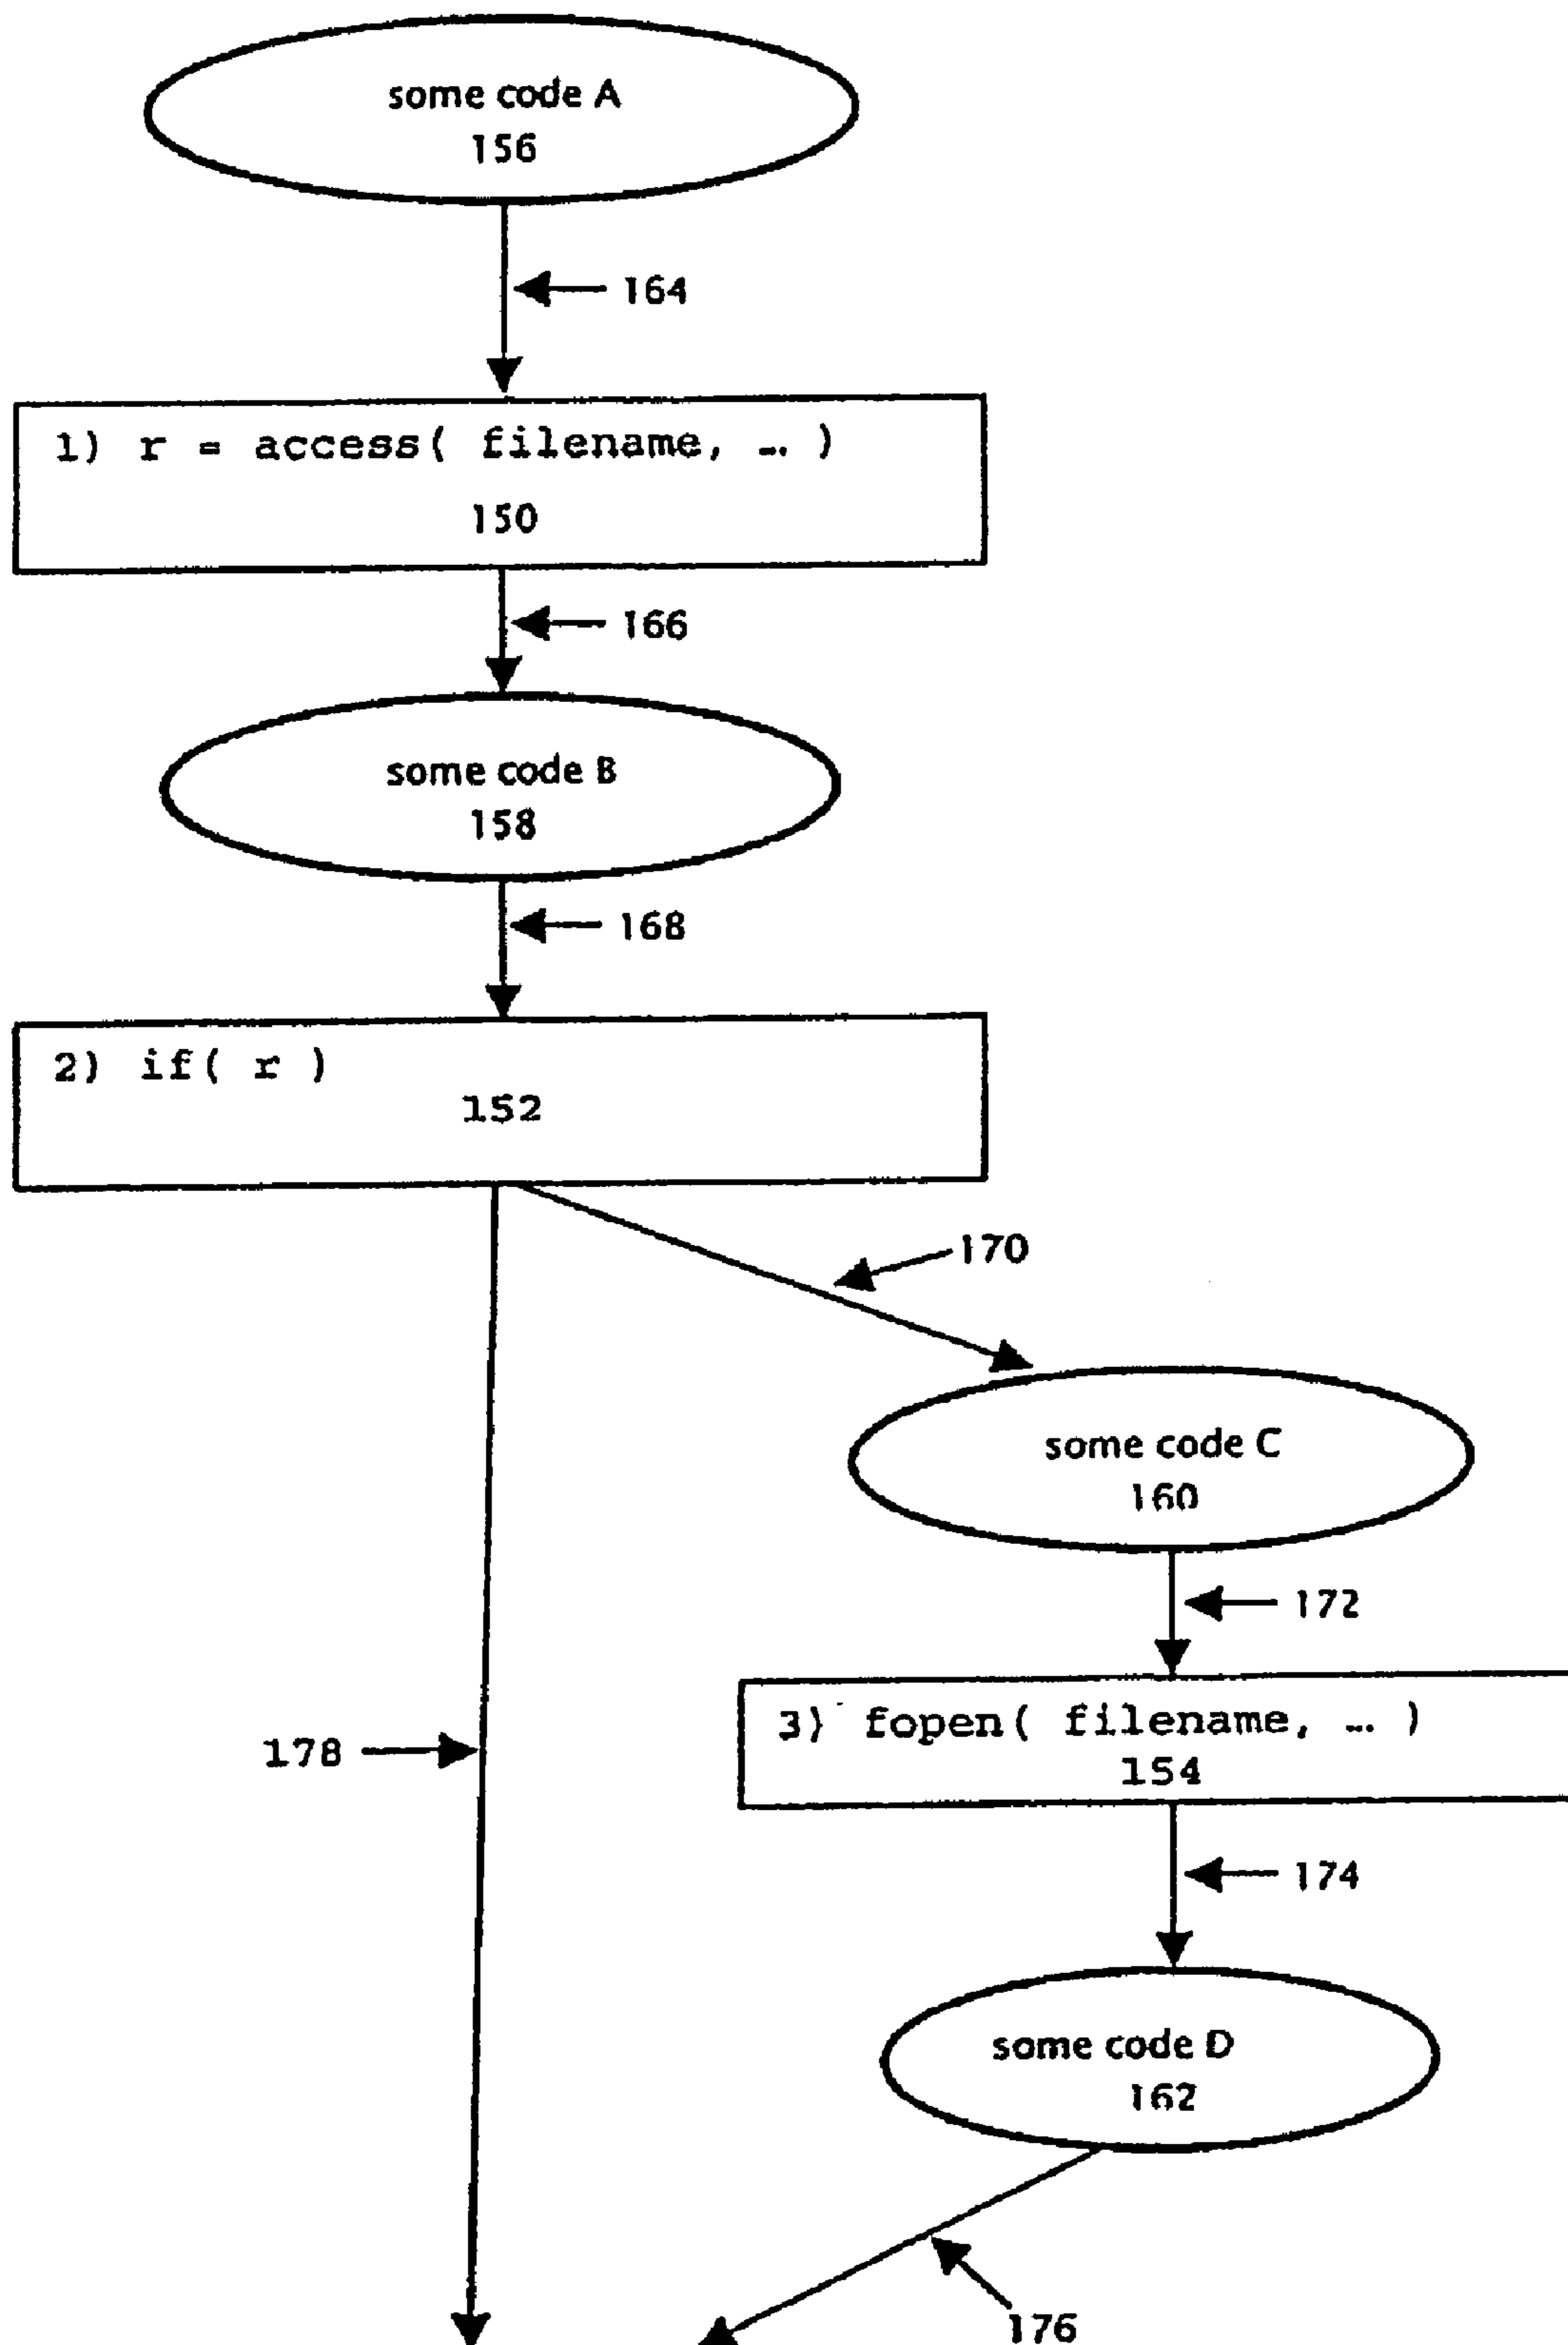 some code A
156
164
1) r = access( filename, … )
150
166
some code B
158
168
2) if( r )
152
170
some code C
160
172
3) fopen( filename, … )
154
178
174
some code D
162
176